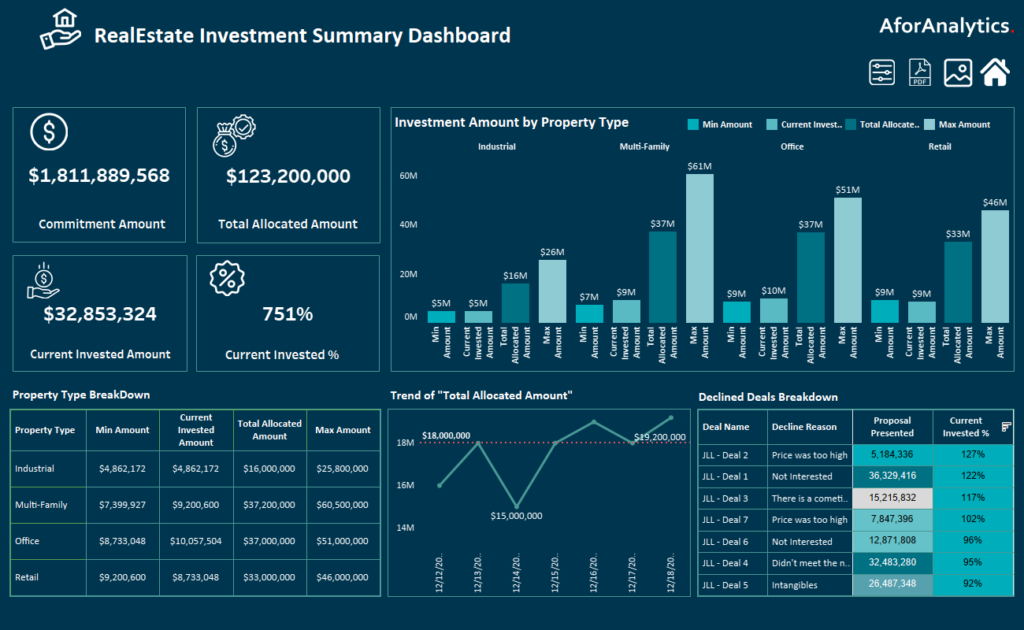 RealEstate Investment Summary Dashboard
AforAnalytics.
PDF
$1,811,889,568
Commitment Amount
$123,200,000
Total Allocated Amount
$32,853,324
Current Invested Amount
751%
Current Invested %
Investment Amount by Property Type
Min Amount
Current Invest..
Total Allocate..
Max Amount
Industrial
Multi-Family
Office
Retail
60M
40M
20M
0M
$5M
$5M
$16M
$26M
$7M
$9M
$37M
$61M
$9M
$10M
$37M
$51M
$9M
$9M
$33M
$46M
Min Amount
Current Invested Amount
Total Allocated Amount
Max Amount
Min Amount
Current Invested Amount
Total Allocated Amount
Max Amount
Min Amount
Current Invested Amount
Total Allocated Amount
Max Amount
Min Amount
Current Invested Amount
Total Allocated Amount
Max Amount
Property Type BreakDown
Property Type Min Amount Current Invested Amount Total Allocated Amount Max Amount
Industrial $4,862,172 $4,862,172 $16,000,000 $25,800,000
Multi-Family $7,399,927 $9,200,600 $37,200,000 $60,500,000
Office $8,733,048 $10,057,504 $37,000,000 $51,000,000
Retail $9,200,600 $8,733,048 $33,000,000 $46,000,000
Trend of "Total Allocated Amount"
18M
16M
14M
$18,000,000
$15,000,000
$19,200,000
12/12/20..
12/13/20..
12/14/20..
12/15/20..
12/16/20..
12/17/20..
12/18/20..
Declined Deals Breakdown
Deal Name Decline Reason Proposal Presented Current Invested %
JLL - Deal 2 Price was too high 5,184,336 127%
JLL - Deal 1 Not Interested 36,329,416 122%
JLL - Deal 3 There is a cometi.. 15,215,832 117%
JLL - Deal 7 Price was too high 7,847,396 102%
JLL - Deal 6 Not Interested 12,871,808 96%
JLL - Deal 4 Didn't meet the n.. 32,483,280 95%
JLL - Deal 5 Intangibles 26,487,348 92%